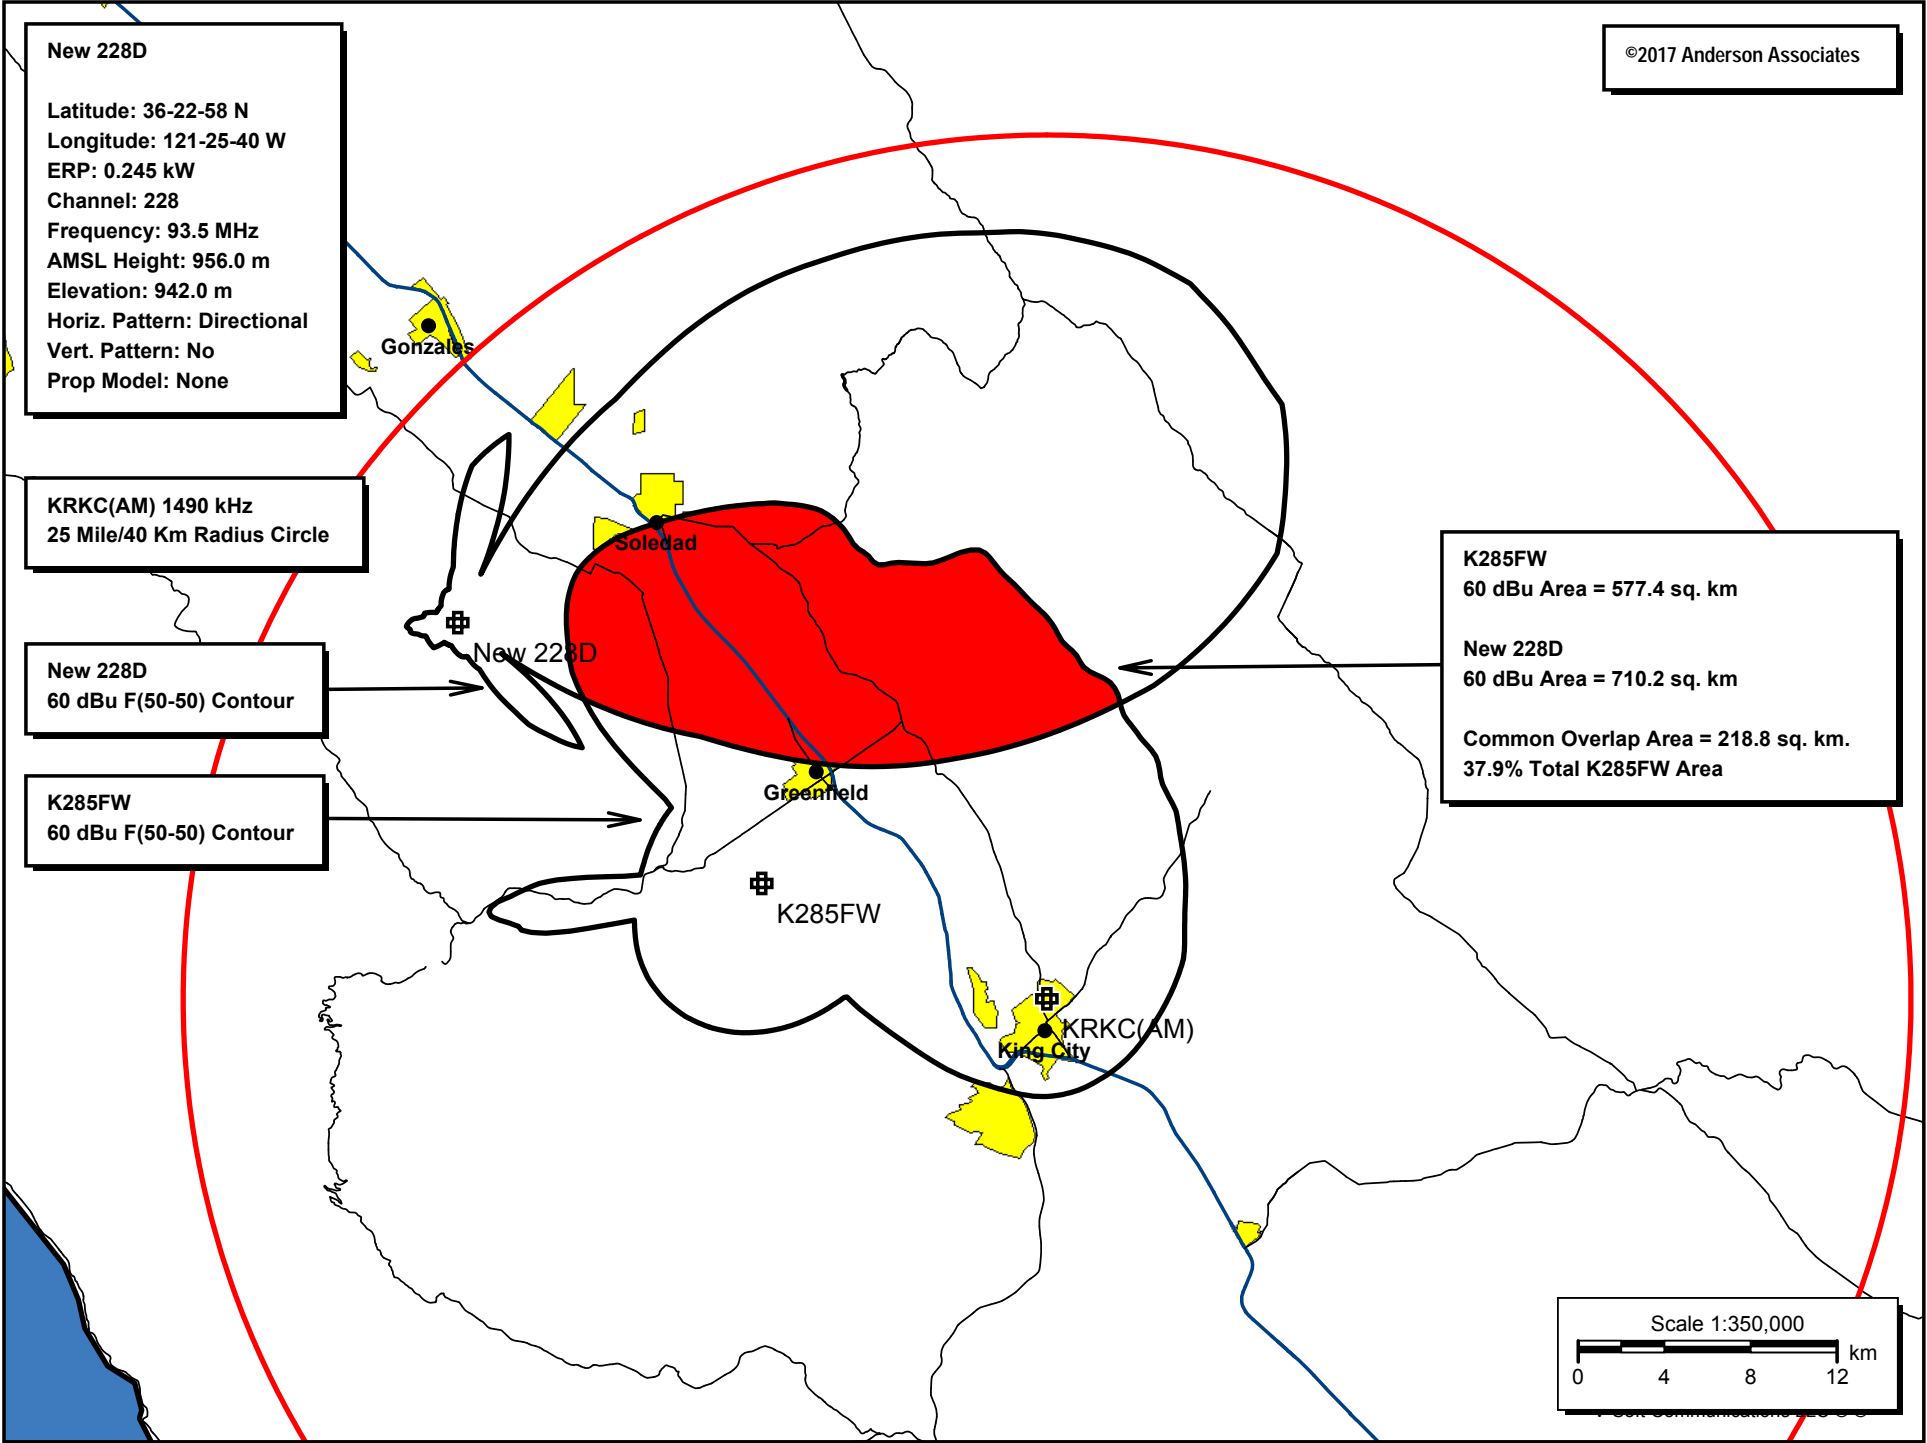 New 228D
Latitude: 36-22-58 N
Longitude: 121-25-40 W
ERP: 0.245 kW
Channel: 228
Frequency: 93.5 MHz
AMSL Height: 956.0 m
Elevation: 942.0 m
Horiz. Pattern: Directional
Vert. Pattern: No
Prop Model: None
©2017 Anderson Associates
Gonzales
KRKC(AM) 1490 kHz
25 Mile/40 Km Radius Circle
Soledad
K285FW
60 dBu Area = 577.4 sq. km
New 228D
60 dBu Area = 710.2 sq. km
Common Overlap Area = 218.8 sq. km.
37.9% Total K285FW Area
New 228D
New 228D
60 dBu F(50-50) Contour
Greenfield
K285FW
60 dBu F(50-50) Contour
K285FW
KRKC(AM)
King City
Scale 1:350,000
km
0 4 8 12